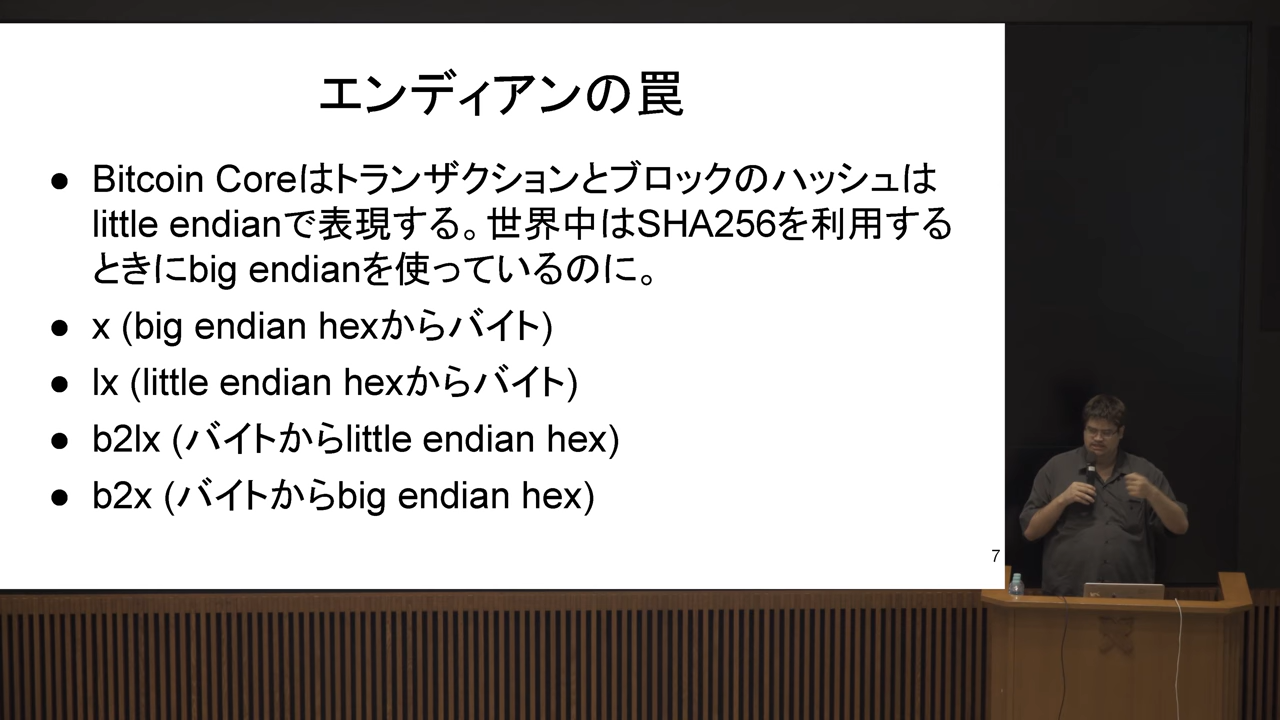 エンディアンの罠
● Bitcoin Coreはトランザクションとブロックのハッシュは
little endianで表現する。世界中はSHA256を利用する
ときにbig endianを使っているのに。
● x (big endian hexからバイト)
● lx (little endian hexからバイト)
● b2lx (バイトからlittle endian hex)
● b2x (バイトからbig endian hex)
7